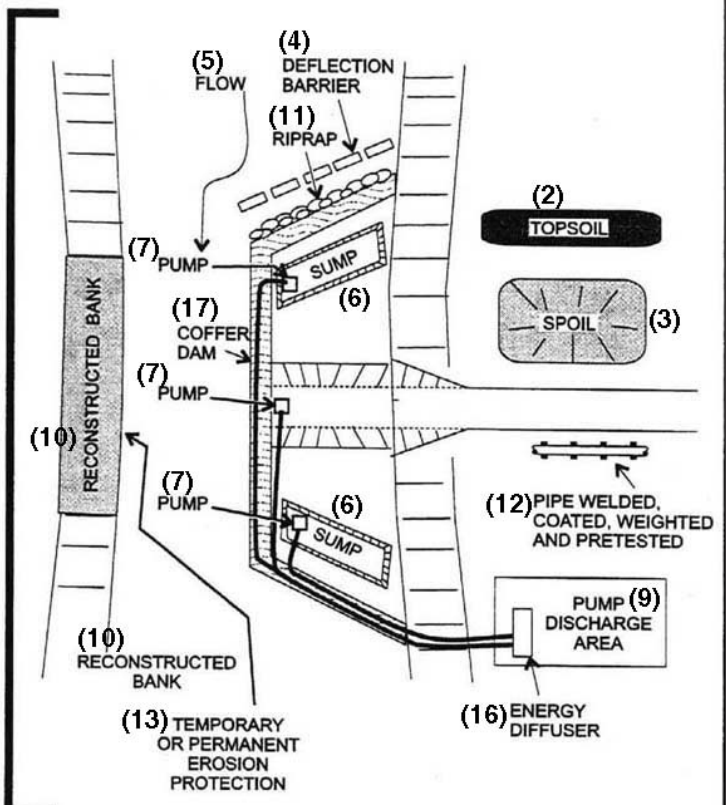 (4)
DEFLECTION
BARRIER
(5)
FLOW
(11)
RIPRAP
(2)
TOPSOIL
(7)
PUMP
SUMP
(6)
(17)
COFFER
DAM
SPOIL
(3)
RECONSTRUCTED BANK
(10)
(7)
PUMP
(7)
PUMP
(6)
SUMP
(12) PIPE WELDED,
COATED, WEIGHTED
AND PRETESTED
PUMP (9)
DISCHARGE
AREA
(10)
RECONSTRUCTED
BANK
(16) ENERGY
DIFFUSER
(13) TEMPORARY
OR PERMANENT
EROSION
PROTECTION